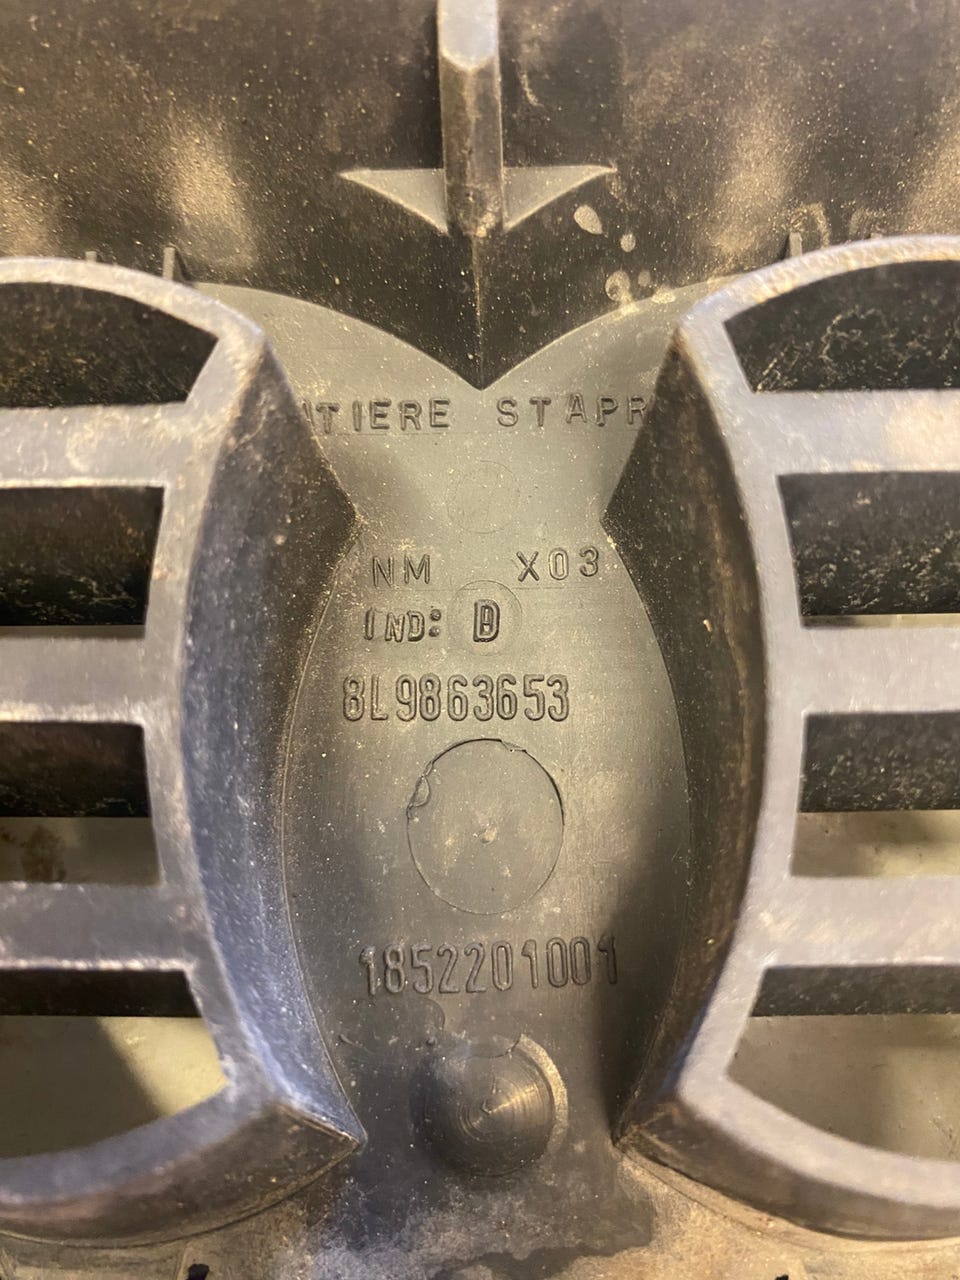 TIERE STAPR
NM X03
IND: D
8L9863653
1852201001